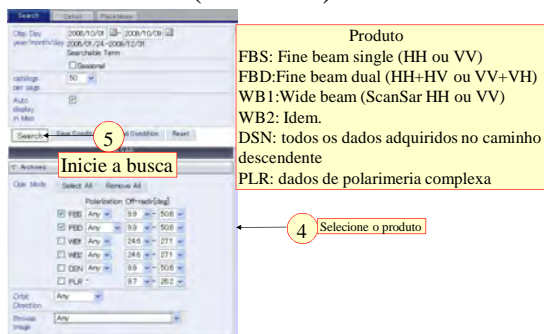 Search Detail Placemark
Obs. Day
year/month/day
2006/10/01 - 2009/10/09
2006/01/24-2009/12/01
Searchable Term
Seasonal
catalogs
per page
50
Auto
display
in Map
Search Save Condition Condition Reset
5
Inicie a busca
Archives
Ope. Mode Select All Remove All
Polarization Off-nadir[deg]
FBS Any 9.9 - 50.8
FBD Any 9.9 - 50.8
WB1 Any 24.6 - 27.1
WB2 Any 24.6 - 27.1
DSN Any 9.9 - 50.8
PLR - 9.7 - 26.2
Orbit
Direction
Any
Browse
Image
Any
Produto
FBS: Fine beam single (HH ou VV)
FBD:Fine beam dual (HH+HV ou VV+VH)
WB1:Wide beam (ScanSar HH ou VV)
WB2: Idem.
DSN: todos os dados adquiridos no caminho
descendente
PLR: dados de polarimeria complexa
4 Selecione o produto